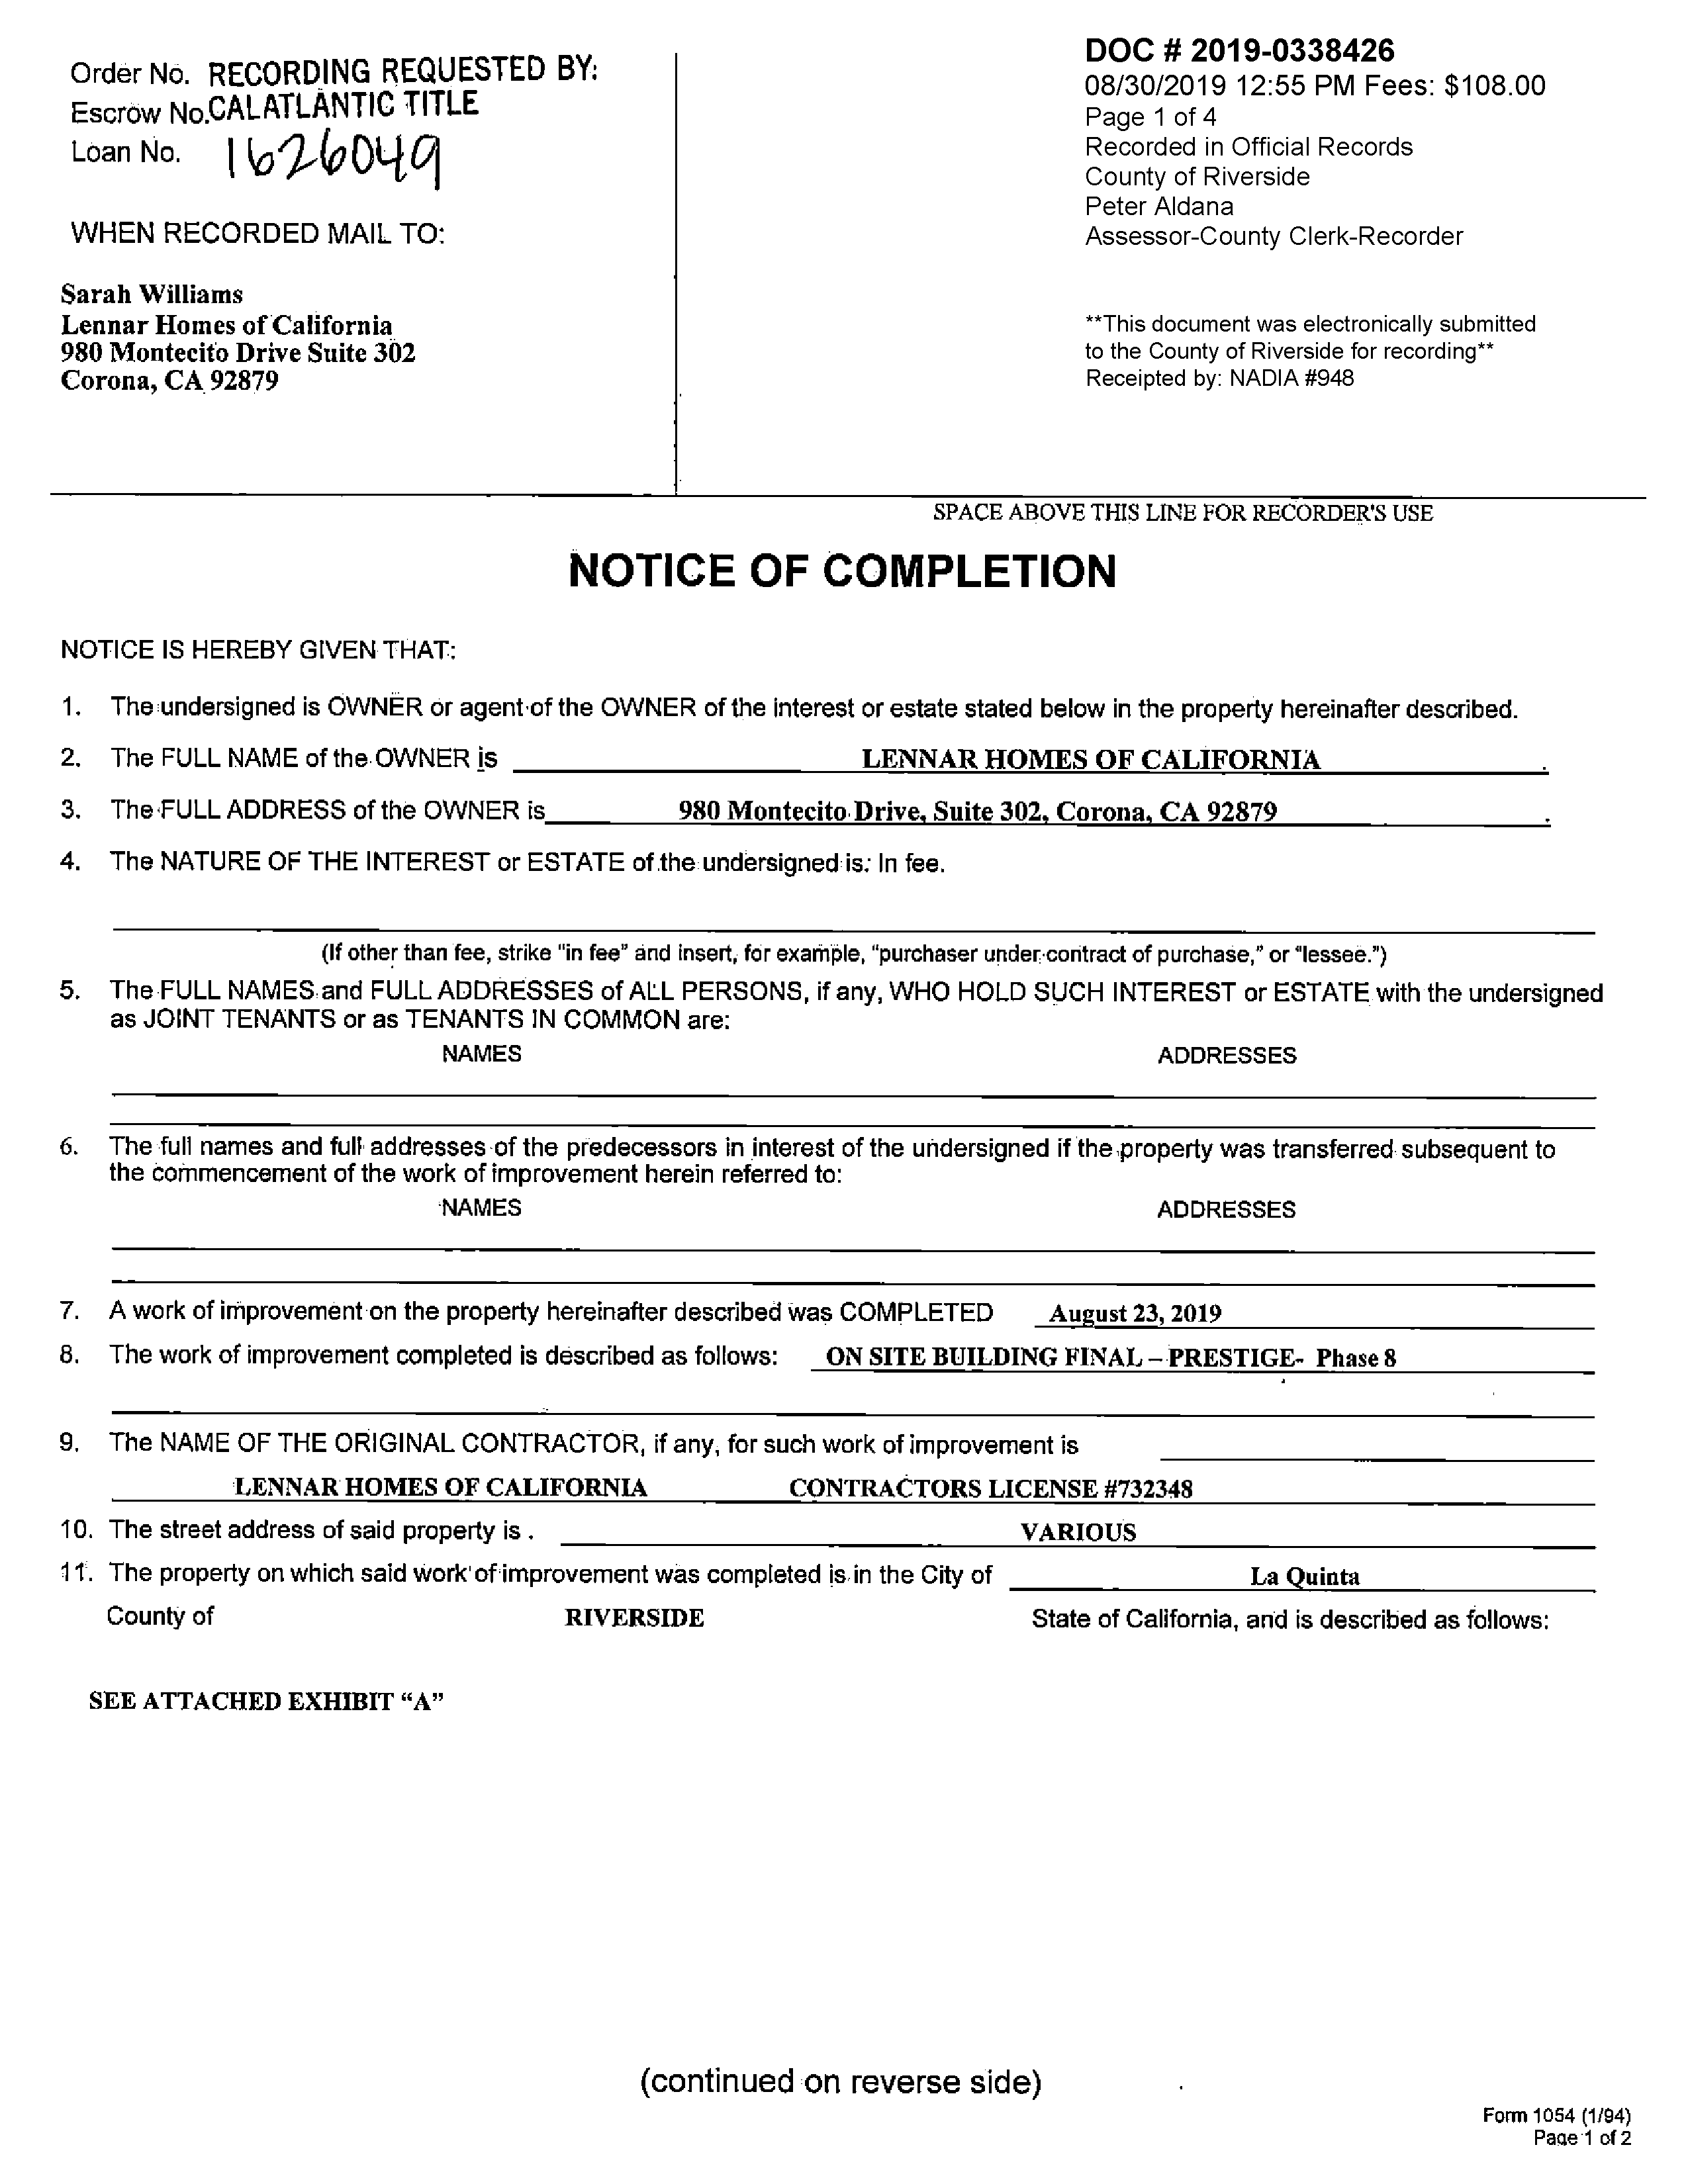 Order No. RECORDING REQUESTED BY:
Escrow No. CALATLANTIC TITLE
Loan No. 1626049
WHEN RECORDED MAIL TO:
Sarah Williams
Lennar Homes of California
980 Montecito Drive Suite 302
Corona, CA 92879
DOC # 2019-0338426
08/30/2019 12:55 PM Fees: $108.00
Page 1 of 4
Recorded in Official Records
County of Riverside
Peter Aldana
Assessor-County Clerk-Recorder
**This document was electronically submitted
to the County of Riverside for recording**
Receipted by: NADIA #948
SPACE ABOVE THIS LINE FOR RECORDER'S USE
NOTICE OF COMPLETION
NOTICE IS HEREBY GIVEN THAT:
1. The undersigned is OWNER or agent of the OWNER of the interest or estate stated below in the property hereinafter described.
2. The FULL NAME of the OWNER is LENNAR HOMES OF CALIFORNIA.
3. The FULL ADDRESS of the OWNER is 980 Montecito Drive, Suite 302, Corona, CA 92879.
4. The NATURE OF THE INTEREST or ESTATE of the undersigned is: In fee.
(If other than fee, strike "in fee" and insert, for example, "purchaser under contract of purchase," or "lessee.")
5. The FULL NAMES and FULL ADDRESSES of ALL PERSONS, if any, WHO HOLD SUCH INTEREST or ESTATE with the undersigned
as JOINT TENANTS or as TENANTS IN COMMON are:
NAMES ADDRESSES
6. The full names and full addresses of the predecessors in interest of the undersigned if the property was transferred subsequent to
the commencement of the work of improvement herein referred to:
NAMES ADDRESSES
7. A work of improvement on the property hereinafter described was COMPLETED August 23, 2019
8. The work of improvement completed is described as follows: ON SITE BUILDING FINAL – PRESTIGE- Phase 8
9. The NAME OF THE ORIGINAL CONTRACTOR, if any, for such work of improvement is
LENNAR HOMES OF CALIFORNIA CONTRACTORS LICENSE #732348
10. The street address of said property is . VARIOUS
11. The property on which said work of improvement was completed is in the City of La Quinta
County of RIVERSIDE State of California, and is described as follows:
SEE ATTACHED EXHIBIT “A”
(continued on reverse side)
Form 1054 (1/94)
Page 1 of 2